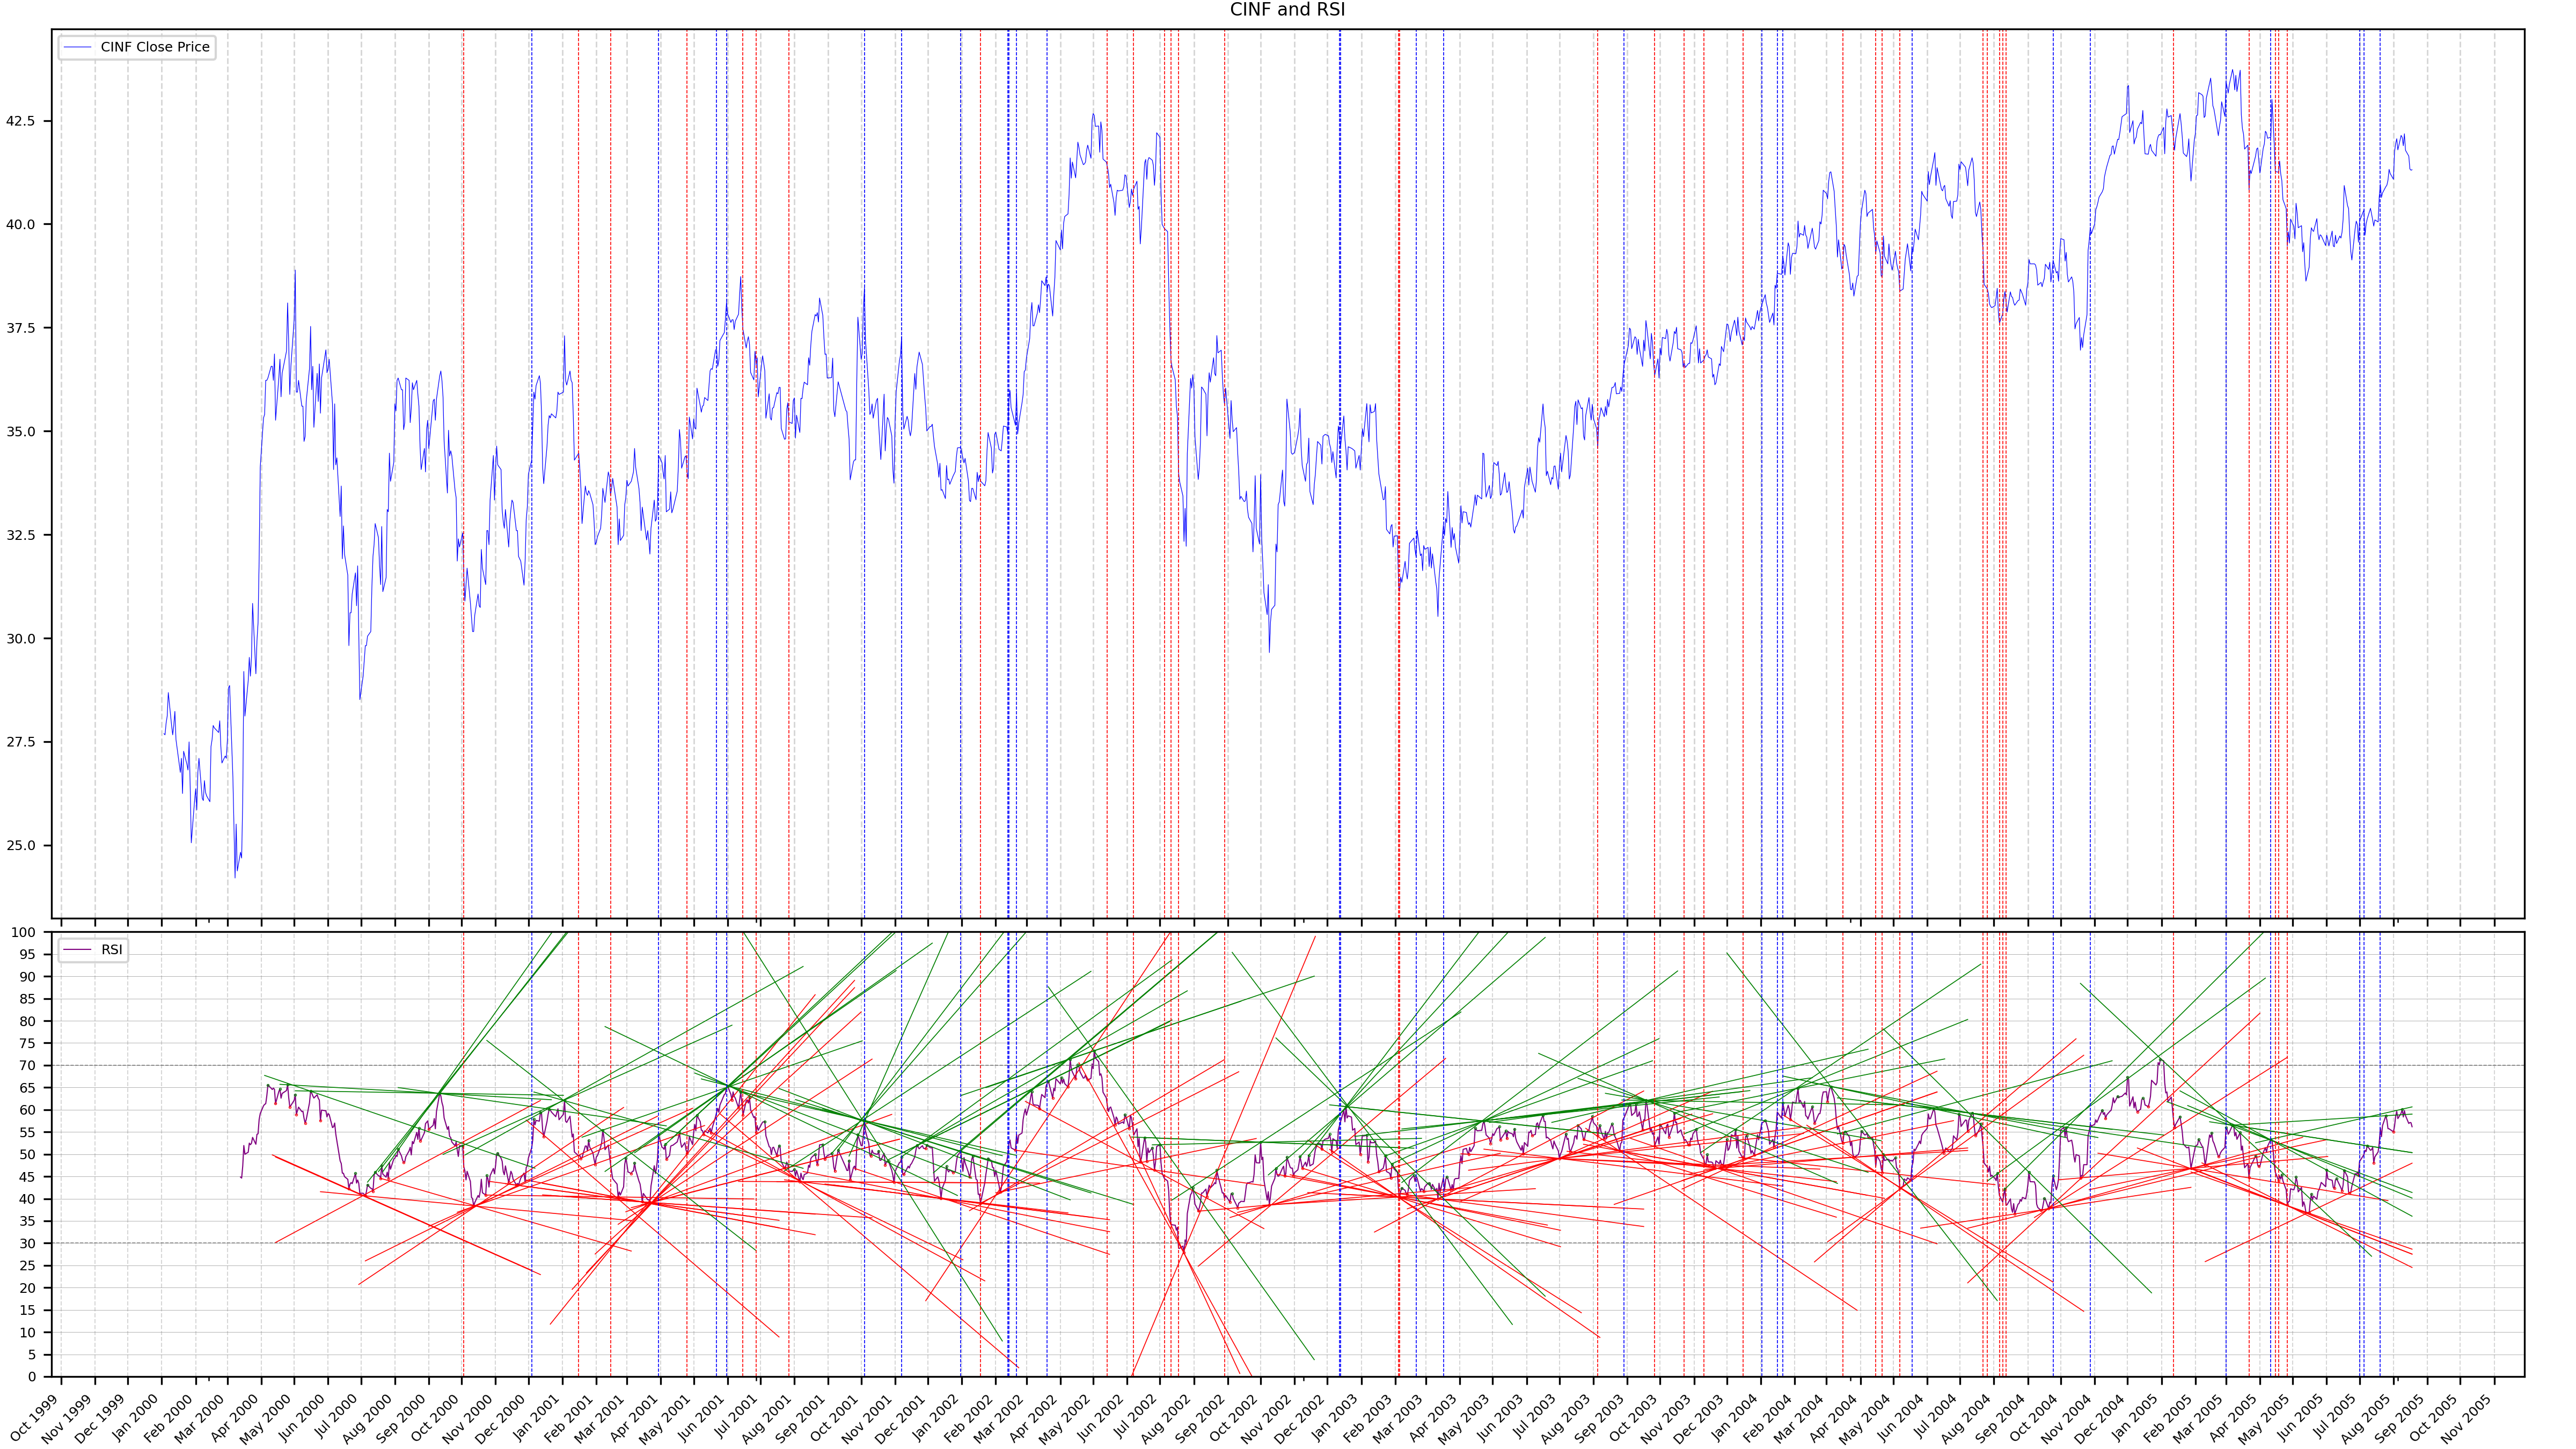 CINF and RSI
CINF Close Price
42.5
40.0
37.5
35.0
32.5
30.0
27.5
25.0
RSI
100
95
90
85
80
75
70
65
60
55
50
45
40
35
30
25
20
15
10
5
0
Oct 1999
Nov 1999
Dec 1999
Jan 2000
Feb 2000
Mar 2000
Apr 2000
May 2000
Jun 2000
Jul 2000
Aug 2000
Sep 2000
Oct 2000
Nov 2000
Dec 2000
Jan 2001
Feb 2001
Mar 2001
Apr 2001
May 2001
Jun 2001
Jul 2001
Aug 2001
Sep 2001
Oct 2001
Nov 2001
Dec 2001
Jan 2002
Feb 2002
Mar 2002
Apr 2002
May 2002
Jun 2002
Jul 2002
Aug 2002
Sep 2002
Oct 2002
Nov 2002
Dec 2002
Jan 2003
Feb 2003
Mar 2003
Apr 2003
May 2003
Jun 2003
Jul 2003
Aug 2003
Sep 2003
Oct 2003
Nov 2003
Dec 2003
Jan 2004
Feb 2004
Mar 2004
Apr 2004
May 2004
Jun 2004
Jul 2004
Aug 2004
Sep 2004
Oct 2004
Nov 2004
Dec 2004
Jan 2005
Feb 2005
Mar 2005
Apr 2005
May 2005
Jun 2005
Jul 2005
Aug 2005
Sep 2005
Oct 2005
Nov 2005